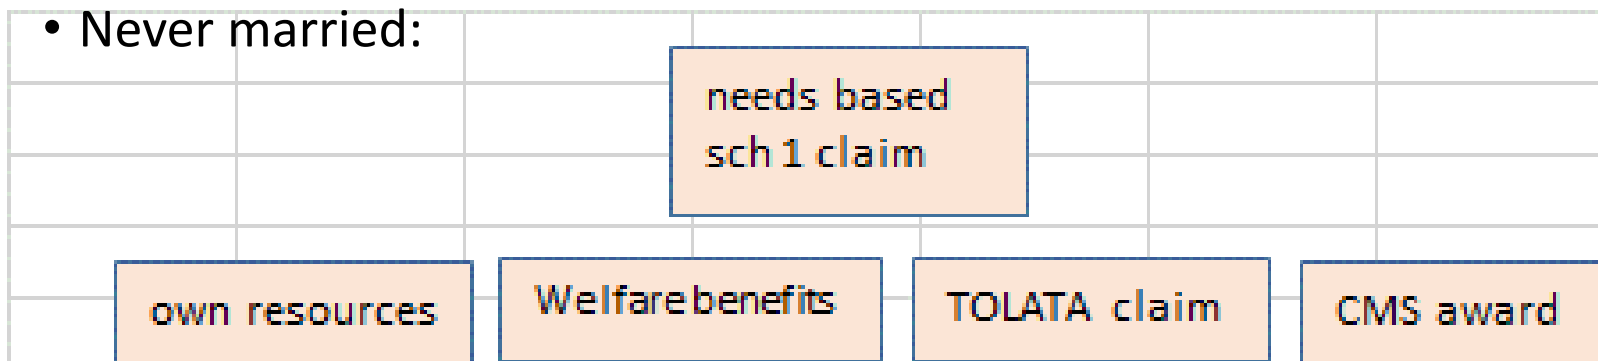 • Never married:
needs based
sch 1 claim
own resources
Welfare benefits
TOLATA claim
CMS award